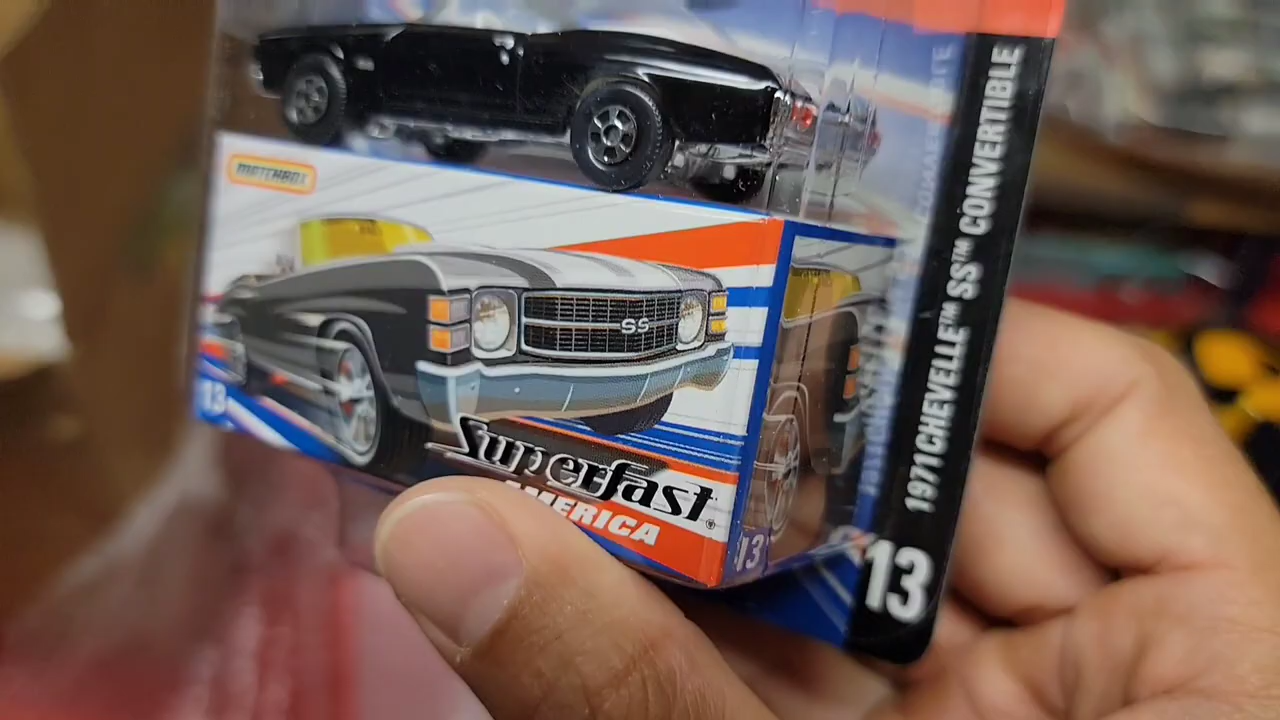 MATCHBOX
SS
13
Superfast®
AMERICA
13
1971 CHEVELLE™ SS™ CONVERTIBLE
13